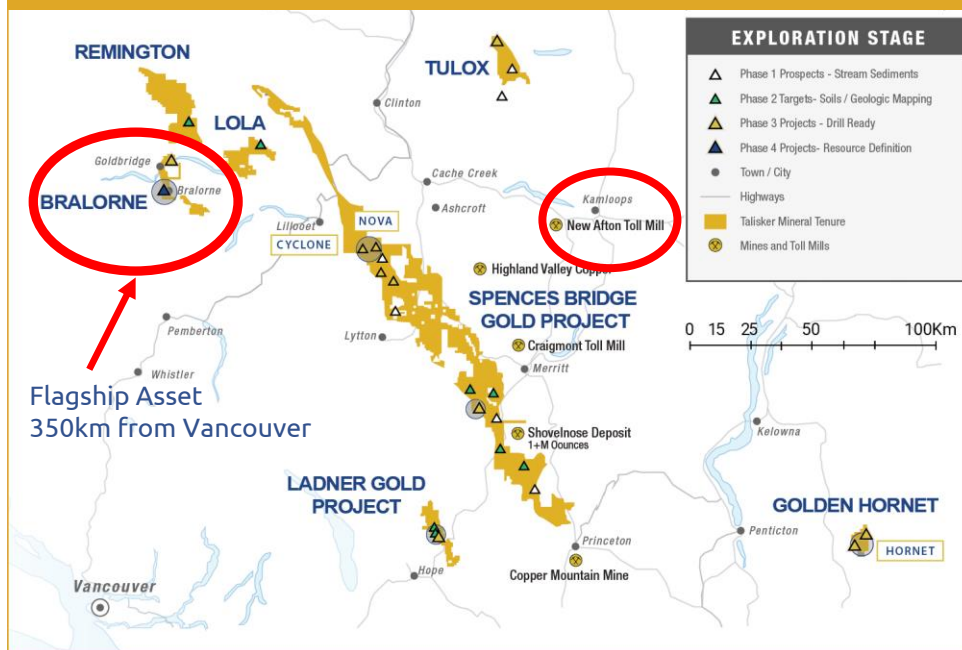 REMINGTON
TULOX
Clinton
LOLA
Goldbridge
BRALORNE
Bralorne
Lillooet
NOVA
CYCLONE
Cache Creek
Ashcroft
Kamloops
New Afton Toll Mill
Highland Valley Copper
SPENCES BRIDGE
GOLD PROJECT
Lytton
Craigmont Toll Mill
Merritt
Pemberton
Whistler
Flagship Asset
350km from Vancouver
Shovelnose Deposit
1+M Oounces
LADNER GOLD
PROJECT
Hope
Princeton
Copper Mountain Mine
Vancouver
Kelowna
Penticton
GOLDEN HORNET
HORNET
EXPLORATION STAGE
Phase 1 Prospects - Stream Sediments
Phase 2 Targets- Soils / Geologic Mapping
Phase 3 Projects - Drill Ready
Phase 4 Projects- Resource Definition
Town / City
Highways
Talisker Mineral Tenure
Mines and Toll Mills
0 15 25 50 100Km